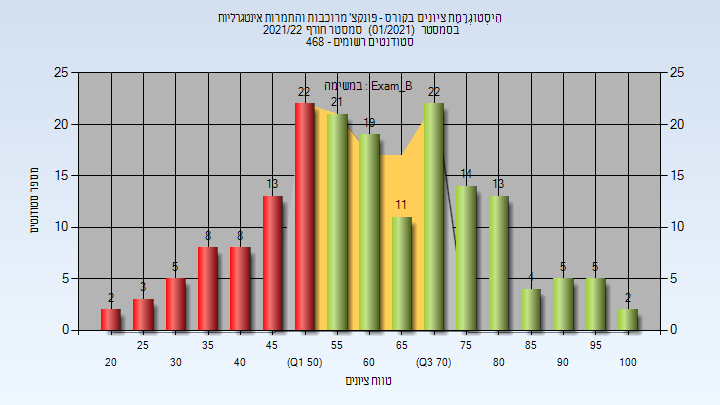 היסטוגרמת ציונים בקורס - פונקצ' מרוכבות והתמרות אינטגרליות
בסמסטר (01/2021) סמסטר חורף 2021/22
סטודנטים רשומים - 468
במשימה : Exam_B
25 25
20 20
15 15
10 10
5 5
0 0
מספר סטודנטים
2 3 5 8 8 13 22 21 19 11 22 14 13 4 5 5 2
25 35 45 55 65 75 85 95
20 30 40 (Q1 50) 60 (Q3 70) 80 90 100
טווח ציונים